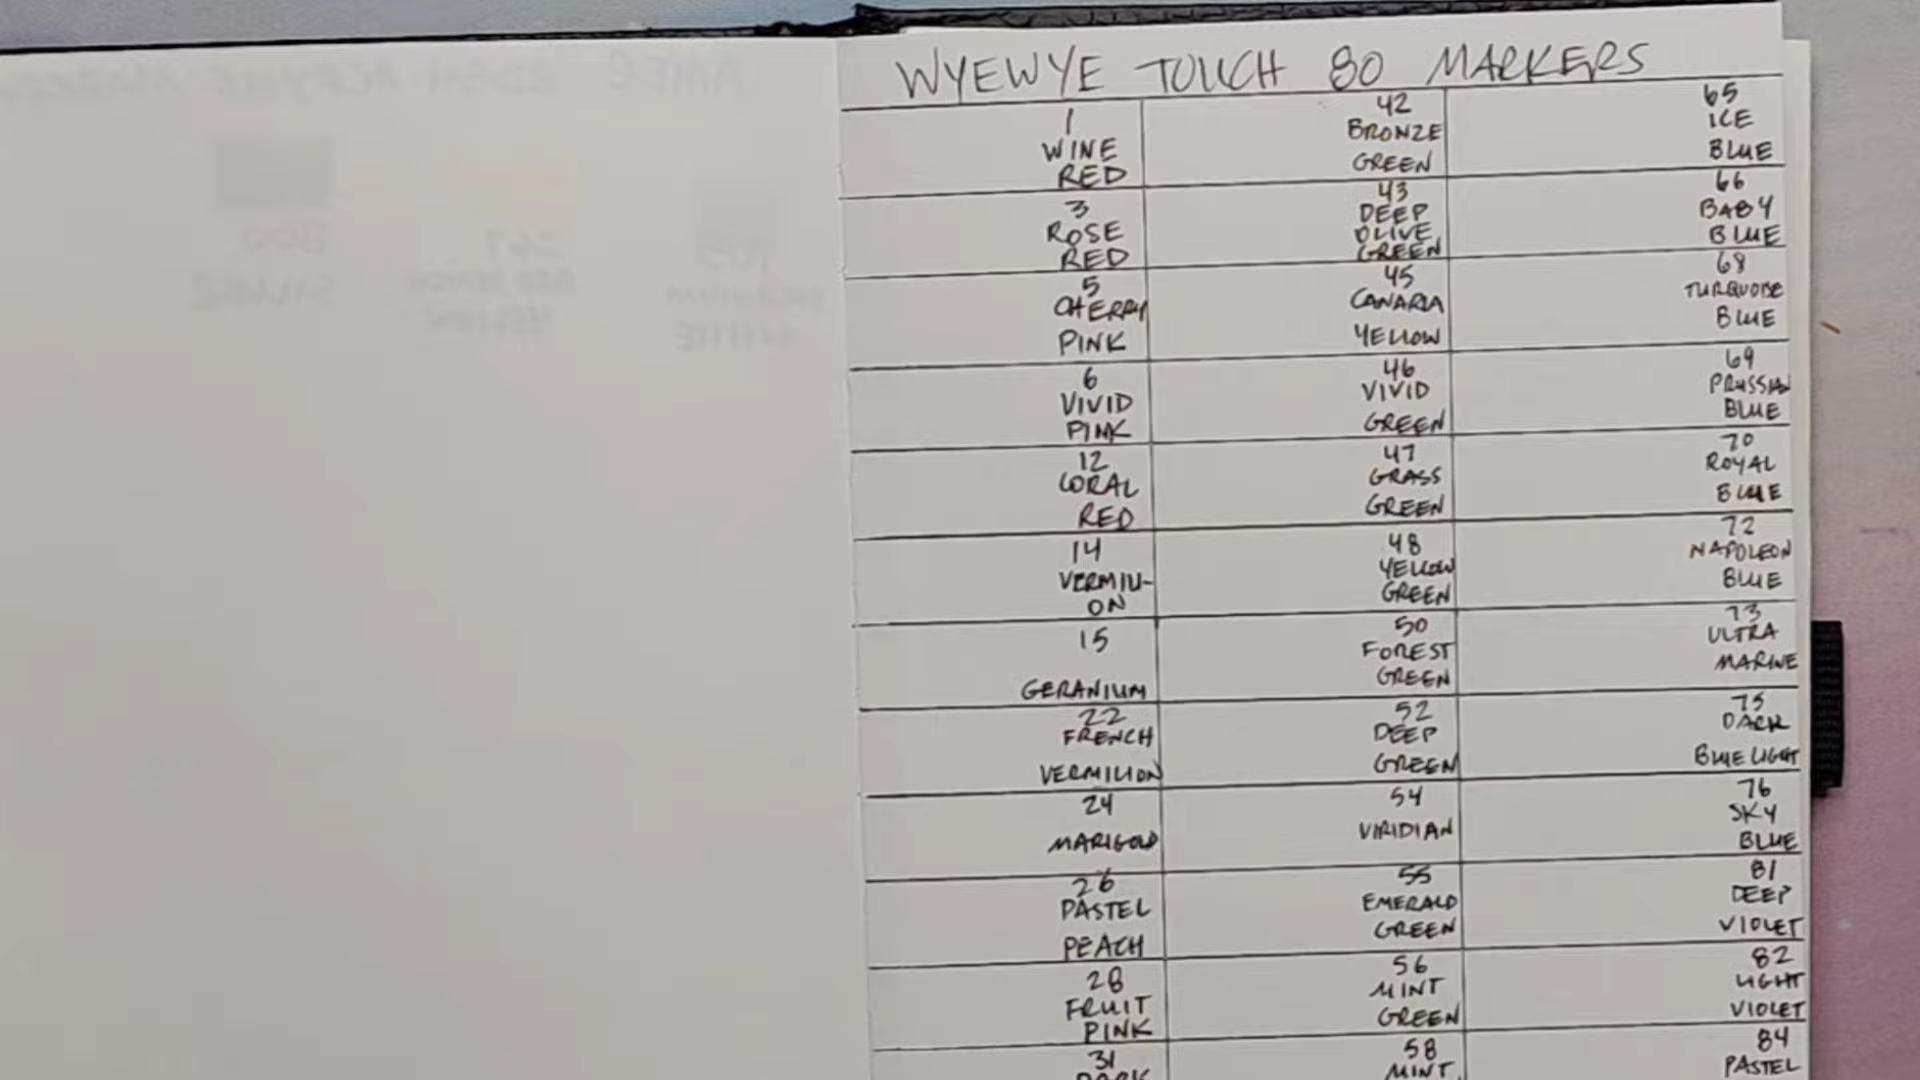 WYEWYE TOUCH 80 MARKERS
1
WINE
RED
3
ROSE
RED
5
CHERRY
PINK
6
VIVID
PINK
12
CORAL
RED
14
VERMILI-
ON
15
GERANIUM
22
FRENCH
VERMILION
24
MARIGOLD
26
PASTEL
PEACH
28
FRUIT
PINK
31
DARK
42
BRONZE
GREEN
43
DEEP
OLIVE
GREEN
45
CANARIA
YELLOW
46
VIVID
GREEN
47
GRASS
GREEN
48
YELLOW
GREEN
50
FOREST
GREEN
52
DEEP
GREEN
54
VIRIDIAN
55
EMERALD
GREEN
56
MINT
GREEN
58
MINT
65
ICE
BLUE
66
BABY
BLUE
68
TURQUOISE
BLUE
69
PRUSSIAN
BLUE
70
ROYAL
BLUE
72
NAPOLEON
BLUE
73
ULTRA
MARINE
75
DARK
BLUE LIGHT
76
SKY
BLUE
81
DEEP
VIOLET
82
LIGHT
VIOLET
84
PASTEL